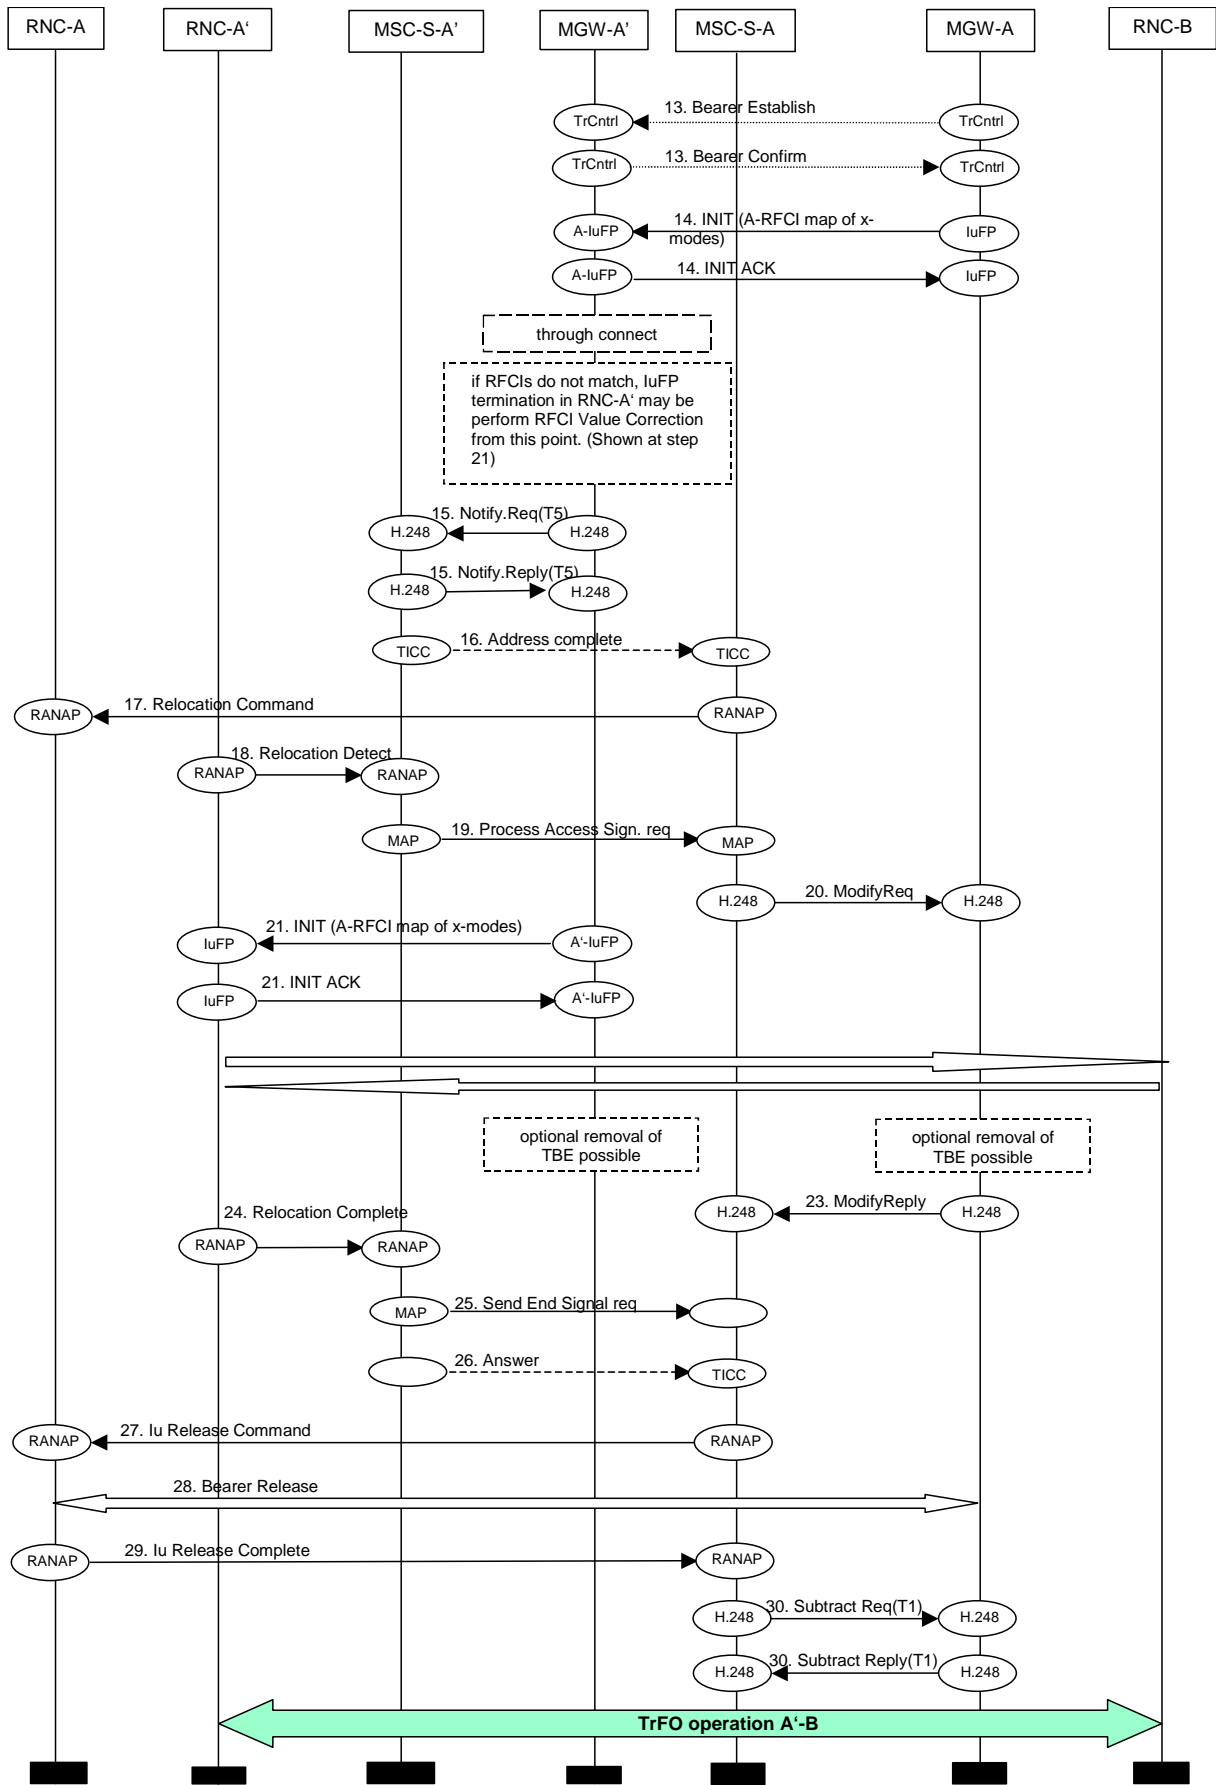 RNC-A
RNC-A‘
MSC-S-A’
MGW-A’
MSC-S-A
MGW-A
RNC-B
13. Bearer Establish
TrCntrl
TrCntrl
13. Bearer Confirm
TrCntrl
TrCntrl
14. INIT (A-RFCI map of x-
modes)
A-IuFP
IuFP
14. INIT ACK
A-IuFP
IuFP
through connect
if RFCIs do not match, IuFP
termination in RNC-A‘ may be
perform RFCI Value Correction
from this point. (Shown at step
21)
15. Notify.Req(T5)
H.248
H.248
15. Notify.Reply(T5)
H.248
H.248
16. Address complete
TICC
TICC
17. Relocation Command
RANAP
RANAP
18. Relocation Detect
RANAP
RANAP
19. Process Access Sign. req
MAP
MAP
20. ModifyReq
H.248
H.248
21. INIT (A-RFCI map of x-modes)
IuFP
A‘-IuFP
21. INIT ACK
IuFP
A‘-IuFP
optional removal of
TBE possible
optional removal of
TBE possible
23. ModifyReply
H.248
H.248
24. Relocation Complete
RANAP
RANAP
25. Send End Signal req
MAP
26. Answer
TICC
27. Iu Release Command
RANAP
RANAP
28. Bearer Release
29. Iu Release Complete
RANAP
RANAP
30. Subtract Req(T1)
H.248
H.248
30. Subtract Reply(T1)
H.248
H.248
TrFO operation A‘-B